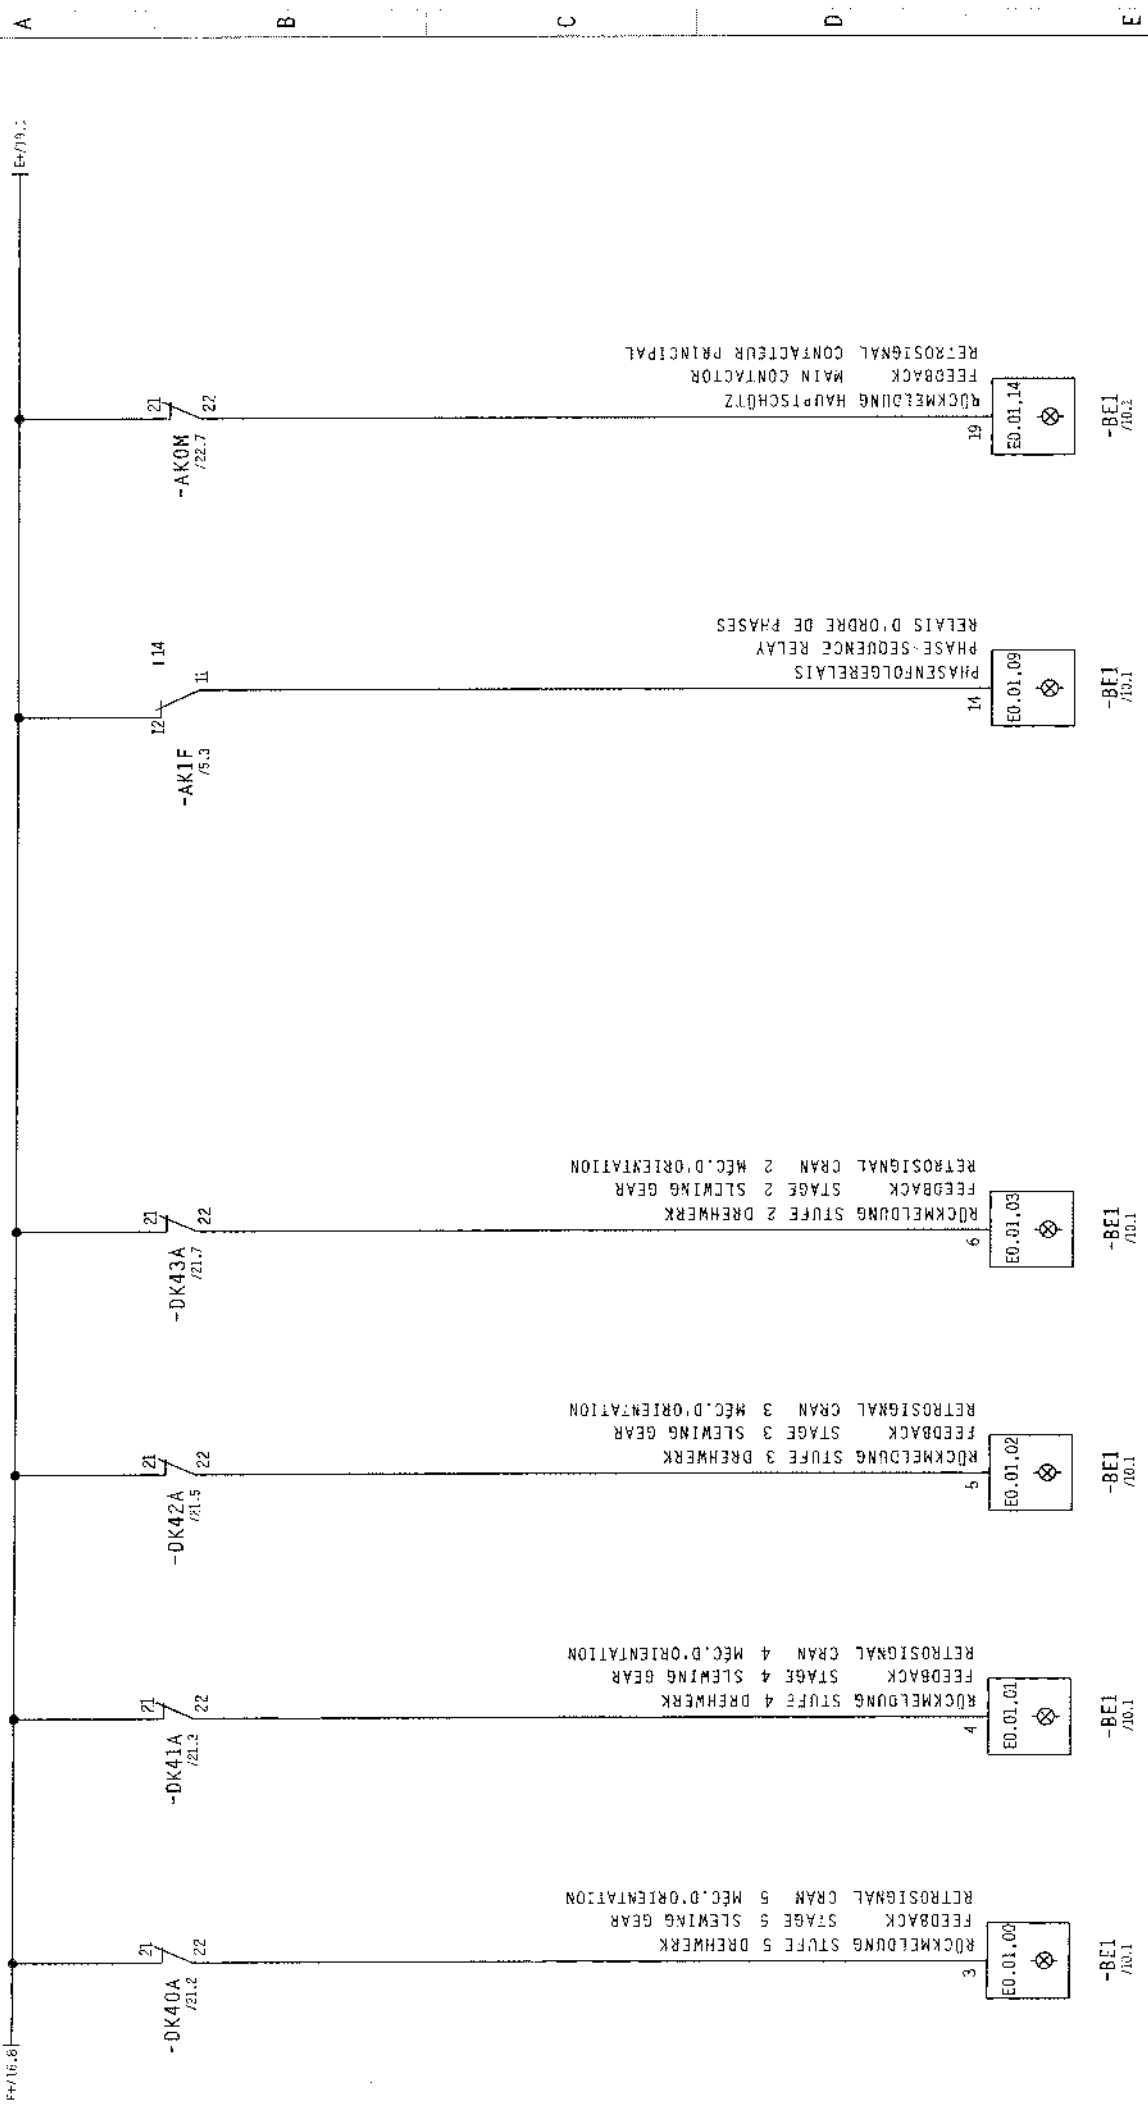 A
B
C
D
E
-DK40A
/21.2
21
22
RÜCKMELDUNG STUFE 5 DREHWERK
FEEDBACK STAGE 5 SLEWING GEAR
RETROSIGNAL CRAN 5 MÉC.D'ORIENTATION
3
E0.01,00
-BE1
/10.1
-DK41A
21
22
RÜCKMELDUNG STUFE 4 DREHWERK
FEEDBACK STAGE 4 SLEWING GEAR
RETROSIGNAL CRAN 4 MÉC.D'ORIENTATION
4
E0.01,01
-BE1
/10.1
-DK42A
/21.5
21
22
RÜCKMELDUNG STUFE 3 DREHWERK
FEEDBACK STAGE 3 SLEWING GEAR
RETROSIGNAL CRAN 3 MÉC.D'ORIENTATION
5
E0.01,02
-BE1
/10.1
-DK43A
/21.7
21
22
RÜCKMELDUNG STUFE 2 DREHWERK
FEEDBACK STAGE 2 SLEWING GEAR
RETROSIGNAL CRAN 2 MÉC.D'ORIENTATION
6
E0.01,03
-BE1
/10.1
-AK1F
/5.3
12
14
11
PHASENFOLGERELAIS
PHASE-SEQUENCE RELAY
RELAIS D'ORDRE DE PHASES
14
E0.01,09
-BE1
/10.1
-AK0M
/22.7
21
22
RÜCKMELDUNG HAUPTSCHÜTZ
FEEDBACK MAIN CONTACTOR
RETROSIGNAL CONTACTEUR PRINCIPAL
19
E0.01,14
-BE1
/10.2